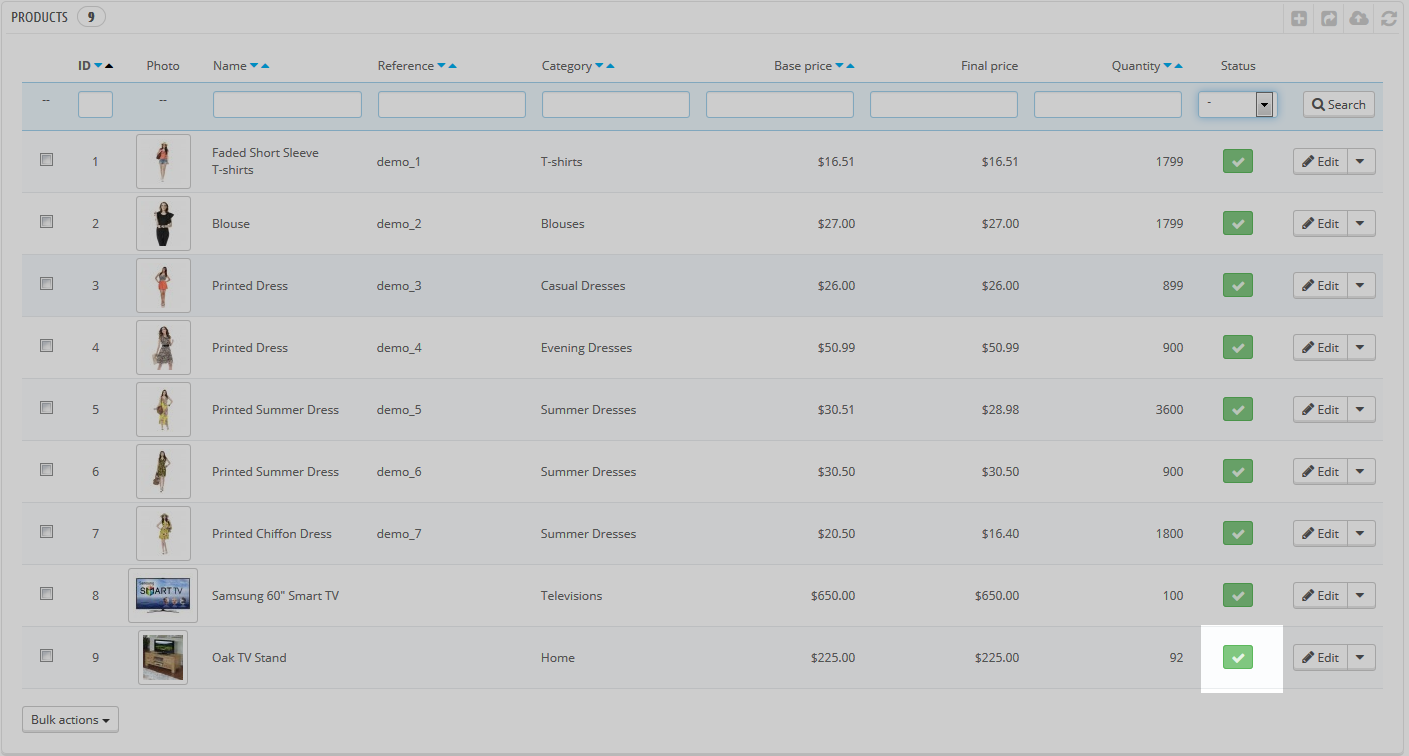 PRODUCTS 9
ID Photo Name Reference Category Base price Final price Quantity Status
-- -- - Search
1 Faded Short Sleeve T-shirts demo_1 T-shirts $16.51 $16.51 1799 Edit
2 Blouse demo_2 Blouses $27.00 $27.00 1799 Edit
3 Printed Dress demo_3 Casual Dresses $26.00 $26.00 899 Edit
4 Printed Dress demo_4 Evening Dresses $50.99 $50.99 900 Edit
5 Printed Summer Dress demo_5 Summer Dresses $30.51 $28.98 3600 Edit
6 Printed Summer Dress demo_6 Summer Dresses $30.50 $30.50 900 Edit
7 Printed Chiffon Dress demo_7 Summer Dresses $20.50 $16.40 1800 Edit
SMART TV
8 Samsung 60" Smart TV Televisions $650.00 $650.00 100 Edit
9 Oak TV Stand Home $225.00 $225.00 92 Edit
Bulk actions